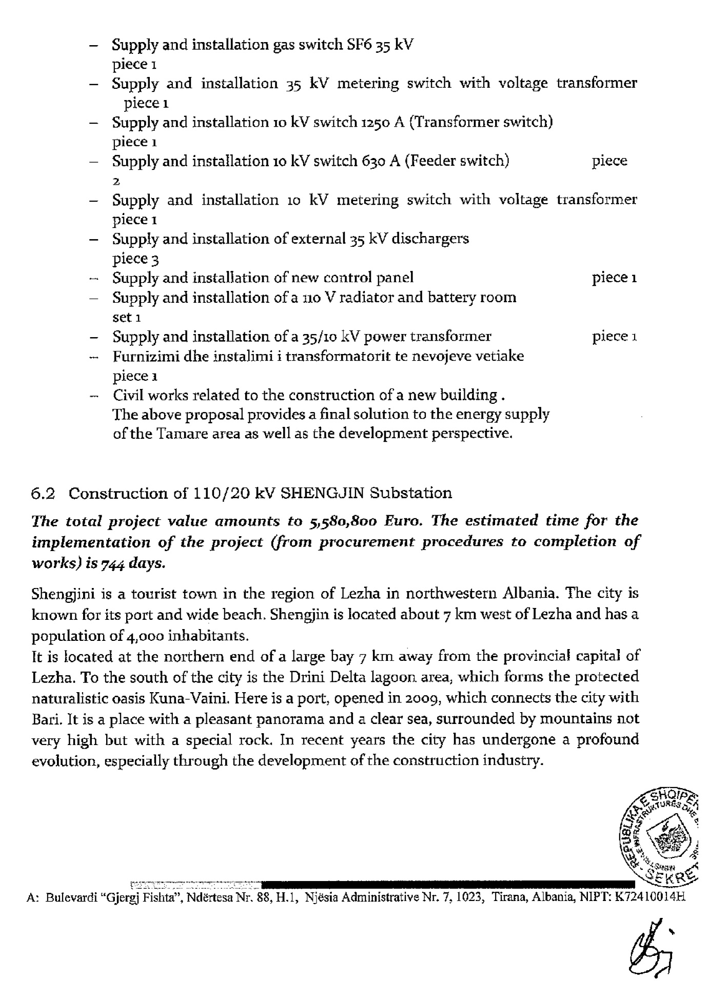 – Supply and installation gas switch SF6 35 kV
piece 1
– Supply and installation 35 kV metering switch with voltage transformer
piece 1
– Supply and installation 10 kV switch 1250 A (Transformer switch)
piece 1
– Supply and installation 10 kV switch 630 A (Feeder switch) piece
2
– Supply and installation 10 kV metering switch with voltage transformer
piece 1
– Supply and installation of external 35 kV dischargers
piece 3
– Supply and installation of new control panel piece 1
– Supply and installation of a 110 V radiator and battery room
set 1
– Supply and installation of a 35/10 kV power transformer piece 1
– Furnizimi dhe instalimi i transformatorit te nevojeve vetiake
piece 1
– Civil works related to the construction of a new building .
The above proposal provides a final solution to the energy supply
of the Tamare area as well as the development perspective.
6.2 Construction of 110/20 kV SHENGJIN Substation
The total project value amounts to 5,580,800 Euro. The estimated time for the
implementation of the project (from procurement procedures to completion of
works) is 744 days.
Shengjini is a tourist town in the region of Lezha in northwestern Albania. The city is
known for its port and wide beach. Shengjin is located about 7 km west of Lezha and has a
population of 4,000 inhabitants.
It is located at the northern end of a large bay 7 km away from the provincial capital of
Lezha. To the south of the city is the Drini Delta lagoon area, which forms the protected
naturalistic oasis Kuna-Vaini. Here is a port, opened in 2009, which connects the city with
Bari. It is a place with a pleasant panorama and a clear sea, surrounded by mountains not
very high but with a special rock. In recent years the city has undergone a profound
evolution, especially through the development of the construction industry.
REPUBLIKA E SHQIPER
INFRASTRUKTURËS DHE
SEKRET
A: Bulevardi “Gjergj Fishta”, Ndërtesa Nr. 88, H.1, Njësia Administrative Nr. 7, 1023, Tirana, Albania, NIPT: K72410014H